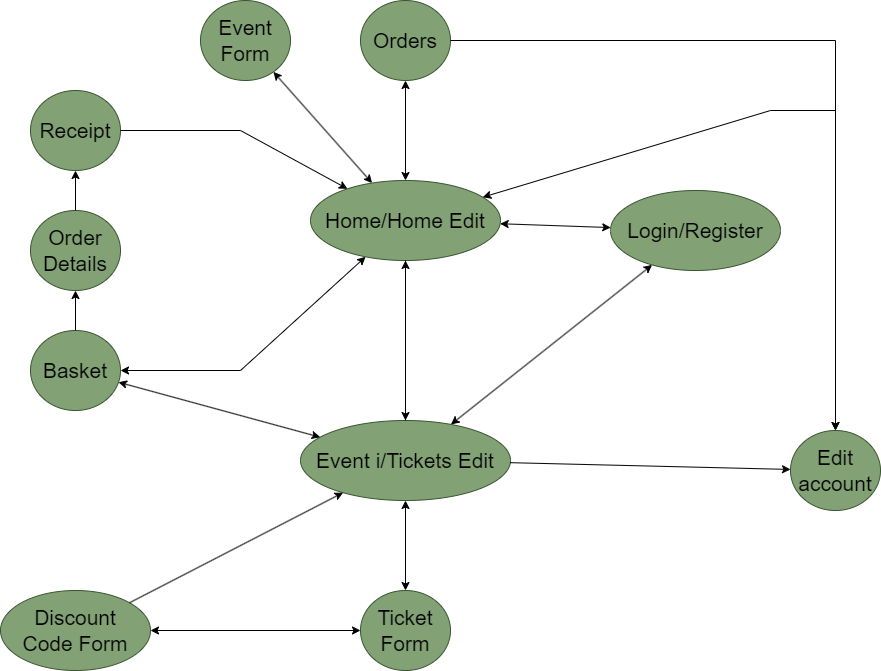 Event
Form
Orders
Receipt
Home/Home Edit
Login/Register
Order
Details
Basket
Event i/Tickets Edit
Edit
account
Discount
Code Form
Ticket
Form